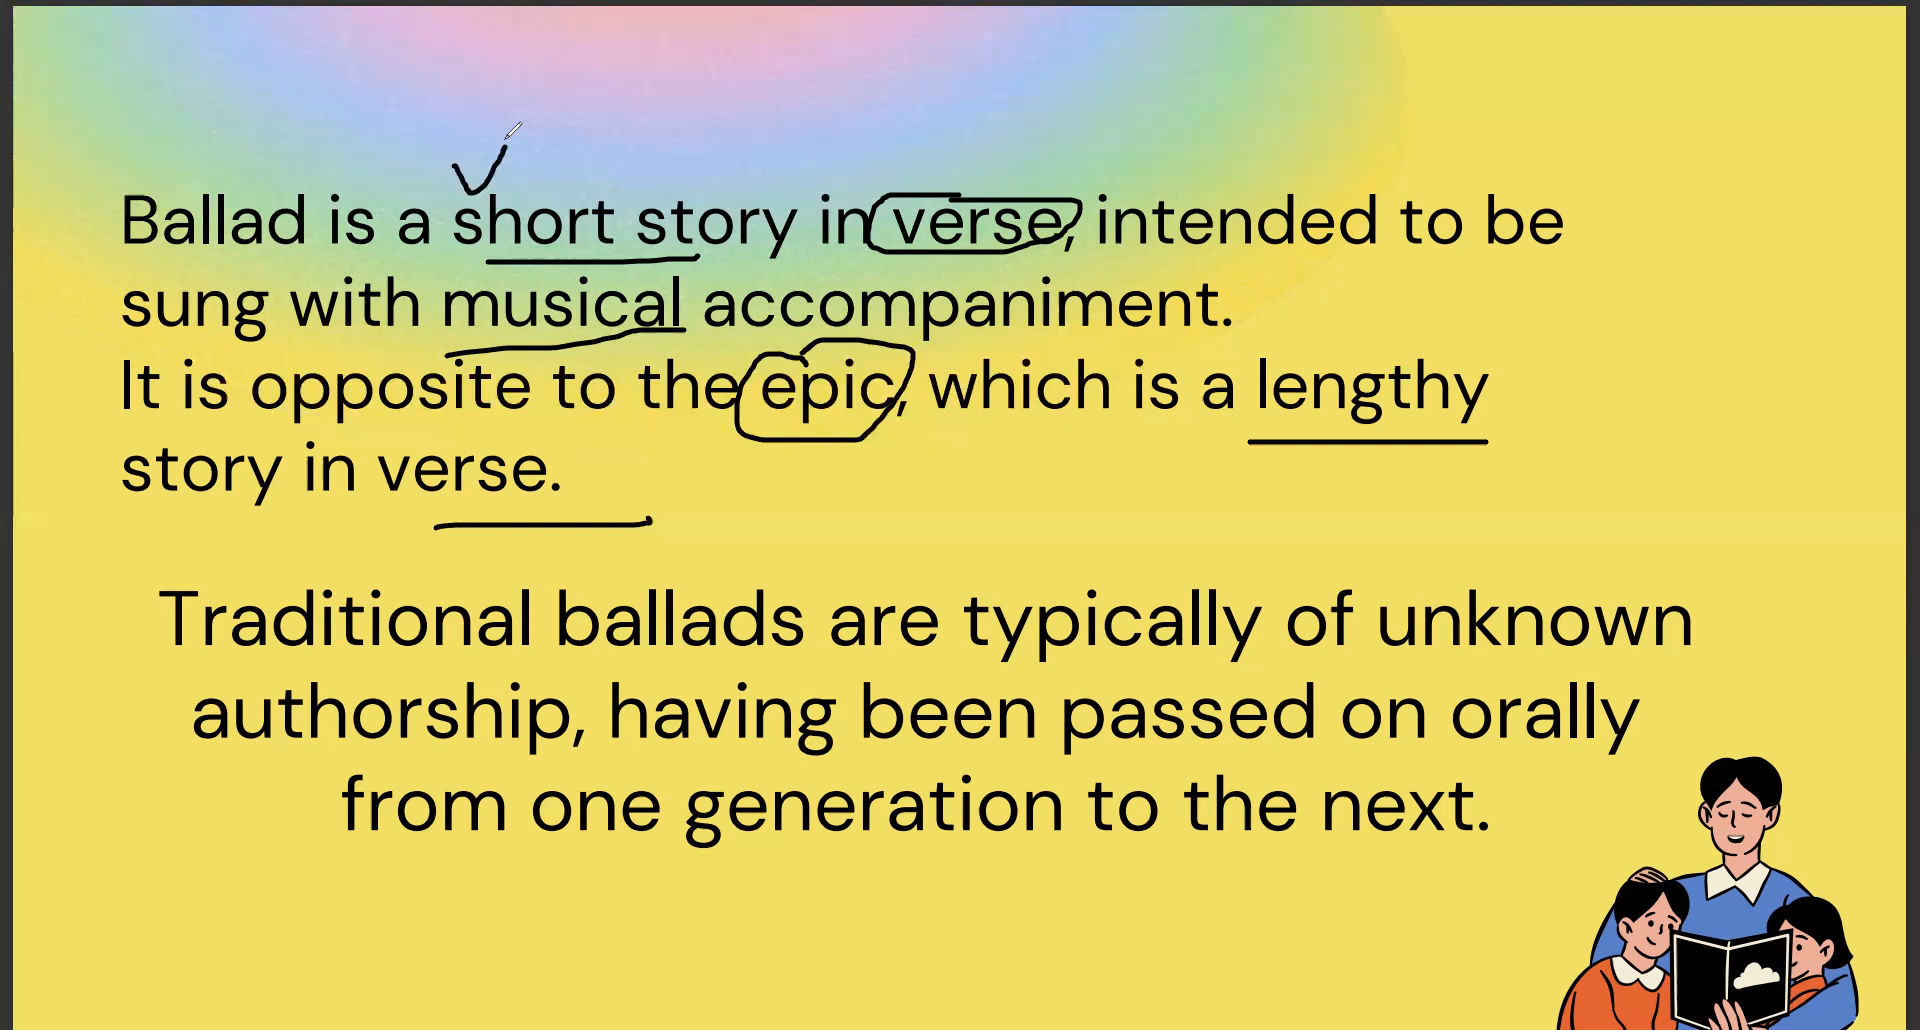 Ballad is a short story in verse, intended to be
sung with musical accompaniment.
It is opposite to the epic, which is a lengthy
story in verse.
Traditional ballads are typically of unknown
authorship, having been passed on orally
from one generation to the next.